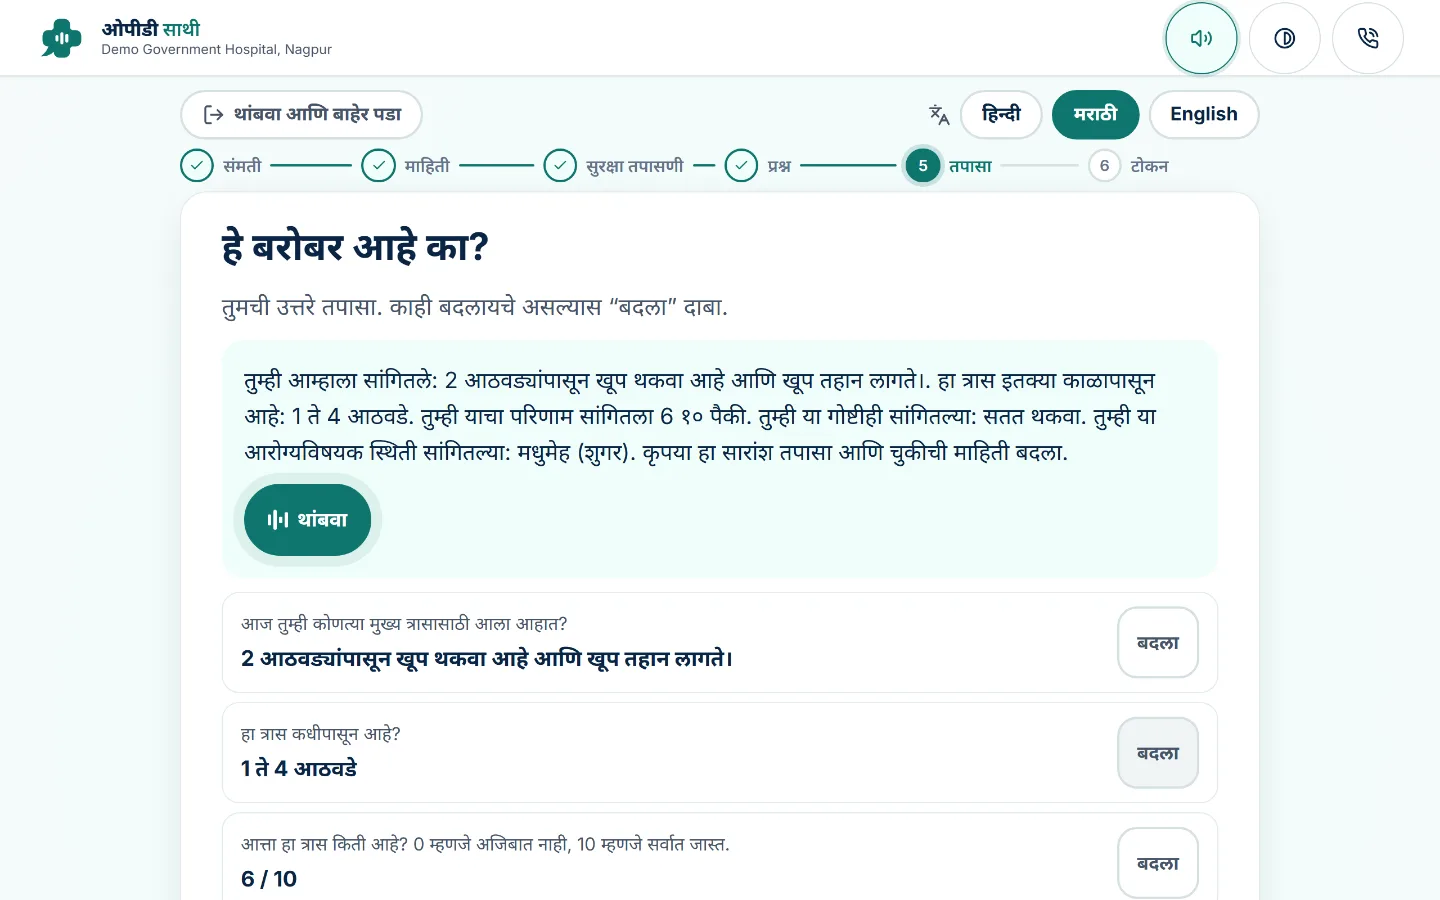 ओपीडी साथी
Demo Government Hospital, Nagpur
थांबवा आणि बाहेर पडा
हिन्दी
मराठी
English
संमती
माहिती
सुरक्षा तपासणी
प्रश्न
5 तपासा
6 टोकन
हे बरोबर आहे का?
तुमची उत्तरे तपासा. काही बदलायचे असल्यास “बदला” दाबा.
तुम्ही आम्हाला सांगितले: 2 आठवड्यांपासून खूप थकवा आहे आणि खूप तहान लागते।. हा त्रास इतक्या काळापासून
आहे: 1 ते 4 आठवडे. तुम्ही याचा परिणाम सांगितला 6 १० पैकी. तुम्ही या गोष्टीही सांगितल्या: सतत थकवा. तुम्ही या
आरोग्यविषयक स्थिती सांगितल्या: मधुमेह (शुगर). कृपया हा सारांश तपासा आणि चुकीची माहिती बदला.
थांबवा
आज तुम्ही कोणत्या मुख्य त्रासासाठी आला आहात?
2 आठवड्यांपासून खूप थकवा आहे आणि खूप तहान लागते।
बदला
हा त्रास कधीपासून आहे?
1 ते 4 आठवडे
बदला
आत्ता हा त्रास किती आहे? 0 म्हणजे अजिबात नाही, 10 म्हणजे सर्वात जास्त.
6 / 10
बदला